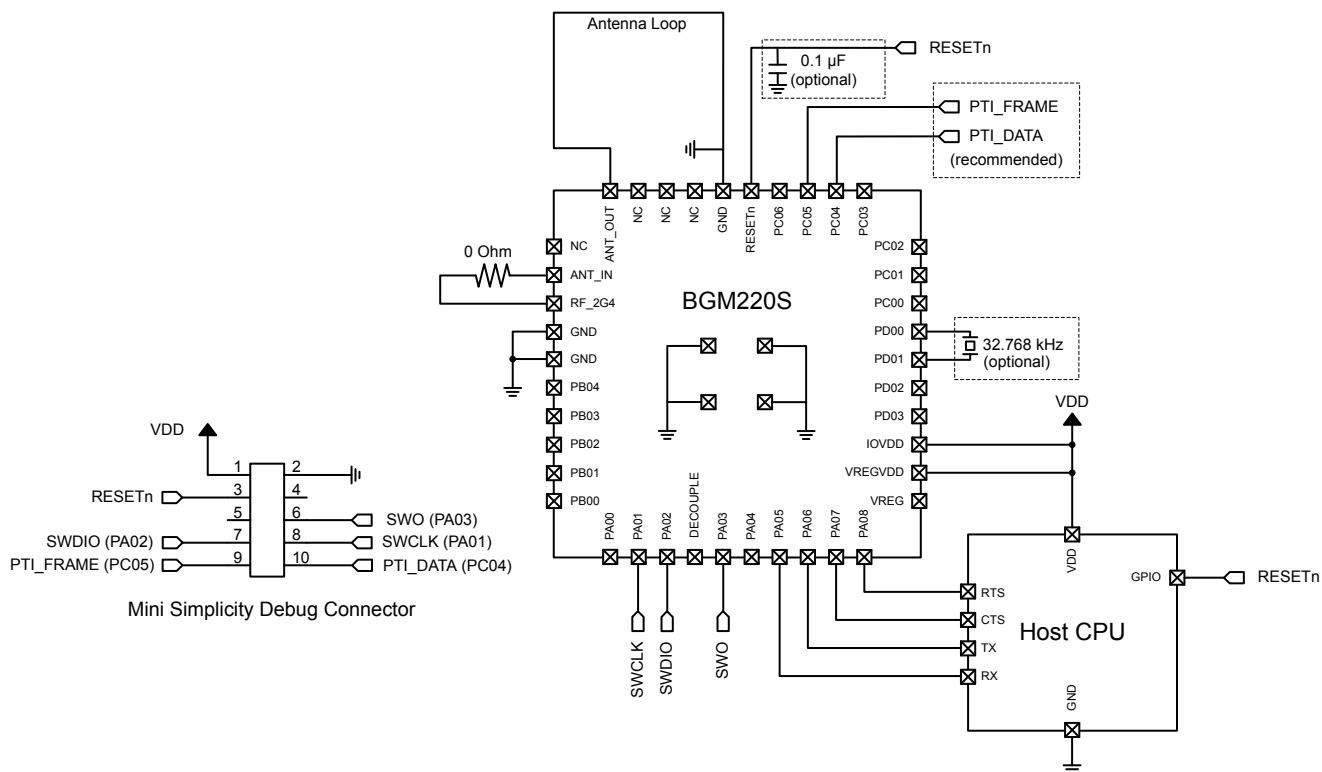 Antenna Loop
RESETn
0.1 µF
(optional)
PTI_FRAME
PTI_DATA
(recommended)
ANT_OUT
NC
NC
NC
GND
RESETn
PC06
PC05
PC04
PC03
NC
ANT_IN
RF_2G4
GND
GND
PB04
PB03
PB02
PB01
PB00
0 Ohm
BGM220S
PC02
PC01
PC00
PD00
PD01
PD02
PD03
IOVDD
VREGVDD
VREG
32.768 kHz
(optional)
VDD
PA00
PA01
PA02
DECOUPLE
PA03
PA04
PA05
PA06
PA07
PA08
SWCLK
SWDIO
SWO
VDD
1
2
RESETn
3
4
5
6
SWO (PA03)
SWDIO (PA02)
7
8
SWCLK (PA01)
PTI_FRAME (PC05)
9
10
PTI_DATA (PC04)
Mini Simplicity Debug Connector
VDD
GPIO
RESETn
RTS
CTS
TX
RX
Host CPU
GND